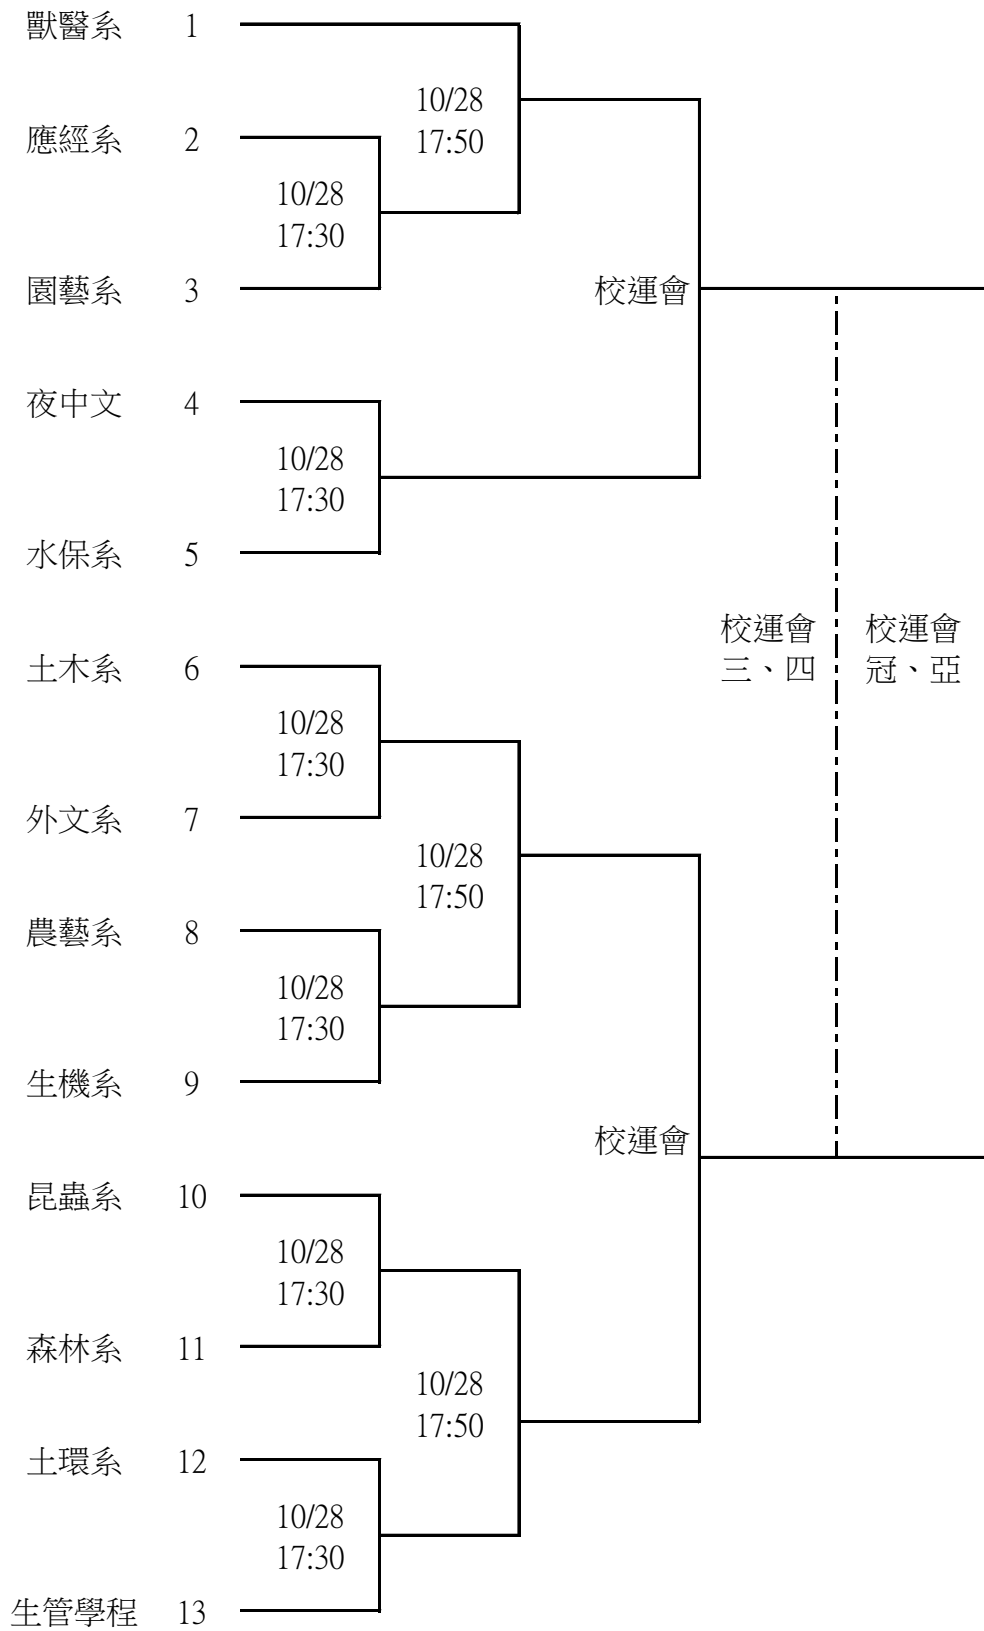 獸醫系 1
10/28
17:50
應經系 2
10/28
17:30
園藝系 3
校運會
夜中文 4
10/28
17:30
水保系 5
校運會
三、四
校運會
冠、亞
土木系 6
10/28
17:30
外文系 7
10/28
17:50
農藝系 8
10/28
17:30
生機系 9
校運會
昆蟲系 10
10/28
17:30
森林系 11
10/28
17:50
土環系 12
10/28
17:30
生管學程 13